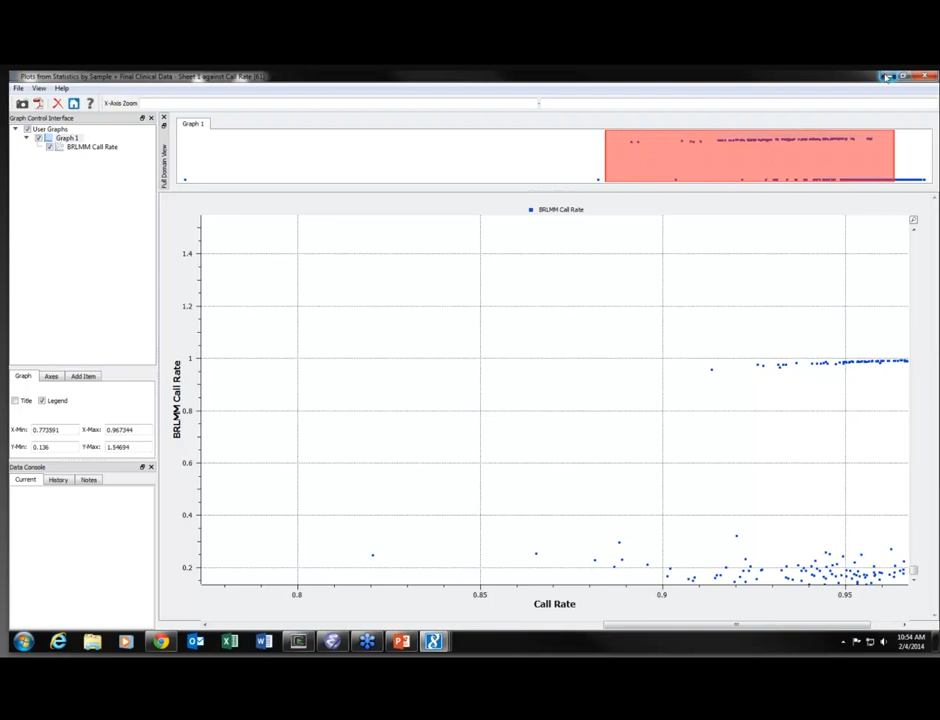 Plots from Statistics by Sample + Final Clinical Data - Sheet 1 against Call Rate [61]
File View Help
X-Axis Zoom
Graph Control Interface
User Graphs
Graph 1
BRLMM Call Rate
Graph 1
Full Domain View
BRLMM Call Rate
1.4
1.2
1
0.8
0.6
0.4
0.2
BRLMM Call Rate
0.8 0.85 0.9 0.95
Call Rate
Graph Axes Add Item
Title Legend
X-Min: 0.773591 X-Max: 0.967344
Y-Min: 0.136 Y-Max: 1.54694
Data Console
Current History Notes
10:54 AM
2/4/2014